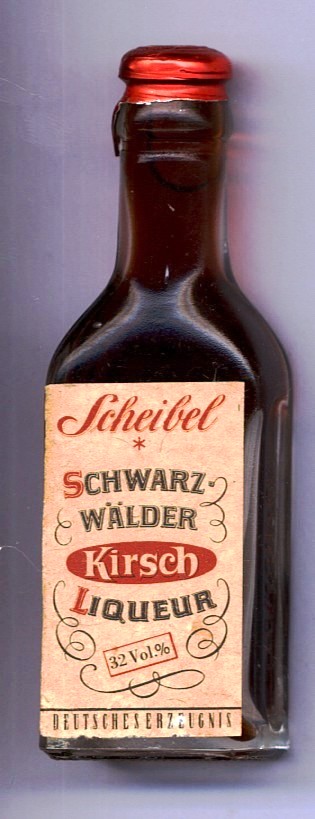 Scheibel
*
SCHWARZ-
WÄLDER
Kirsch
LIQUEUR
32 Vol.%
DEUTSCHES ERZEUGNIS